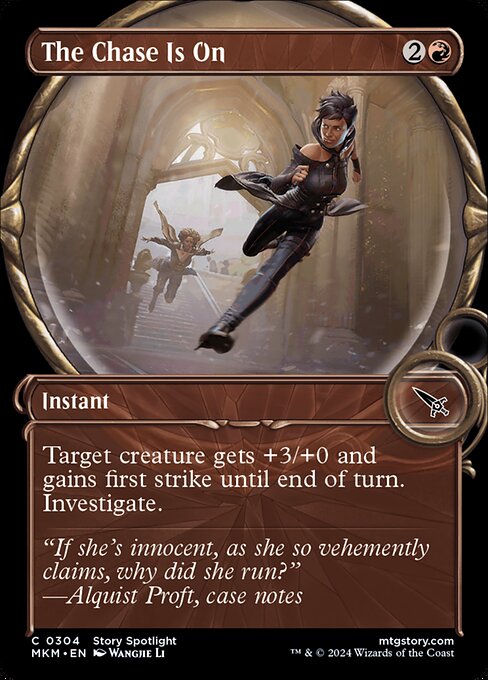 The Chase Is On 2
Instant
Target creature gets +3/+0 and
gains first strike until end of turn.
Investigate.
“If she’s innocent, as she so vehemently
claims, why did she run?”
—Alquist Proft, case notes
C 0304 Story Spotlight mtgstory.com
MKM • EN Wangjie Li ™ & © 2024 Wizards of the Coast